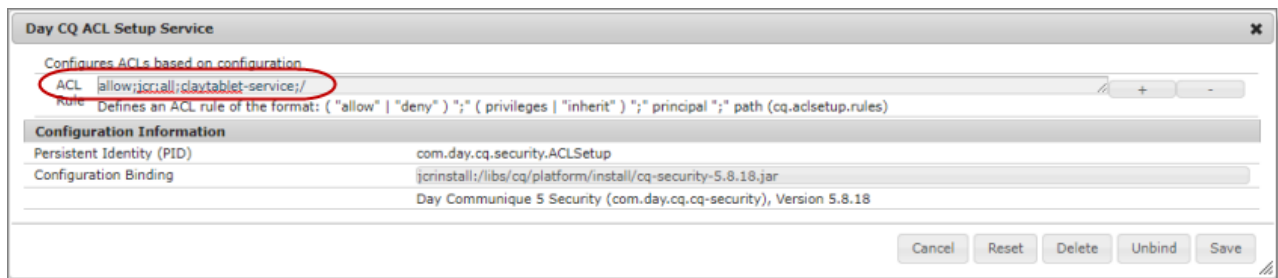 Day CQ ACL Setup Service ✖
Configures ACLs based on configuration
ACL Rule allow;jcr:all;claytablet-service;/ + -
Defines an ACL rule of the format: ( "allow" | "deny" ) ";" ( privileges | "inherit" ) ";" principal ";" path (cq.aclsetup.rules)
Configuration Information
Persistent Identity (PID) com.day.cq.security.ACLSetup
Configuration Binding jcrinstall:/libs/cq/platform/install/cq-security-5.8.18.jar
Day Communique 5 Security (com.day.cq.cq-security), Version 5.8.18
Cancel Reset Delete Unbind Save